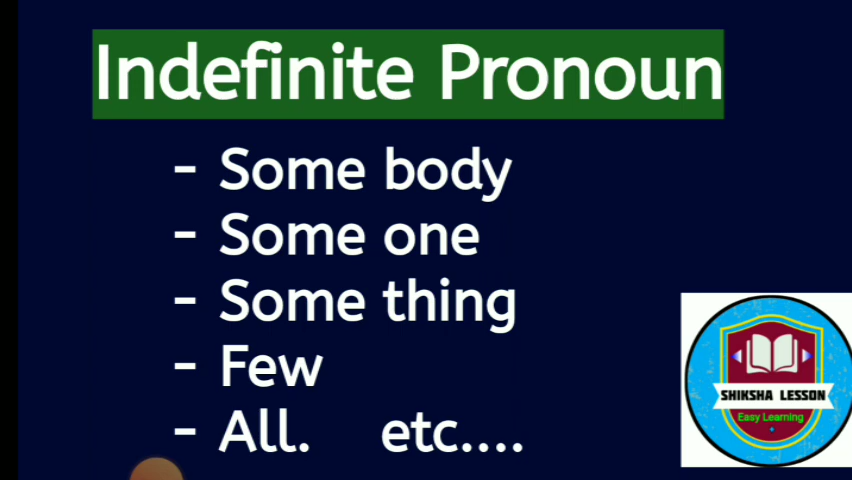 Indefinite Pronoun
- Some body
- Some one
- Some thing
- Few
- All. etc....
SHIKSHA LESSON
Easy Learning